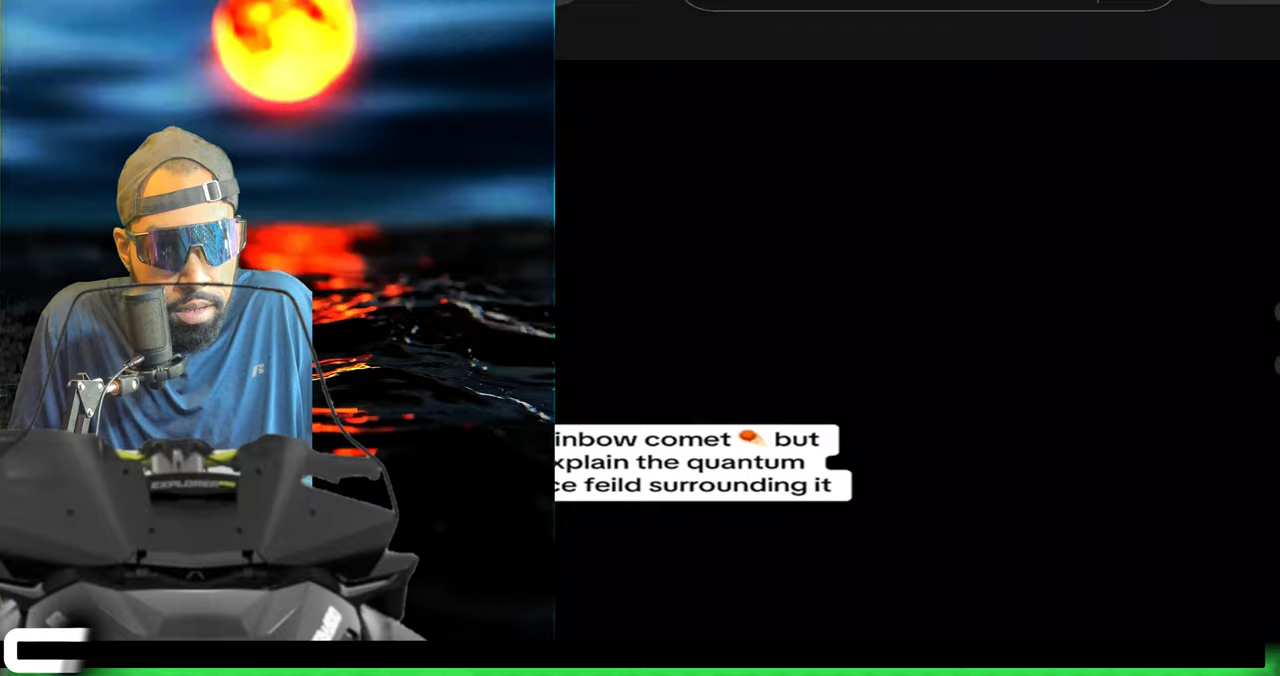 inbow comet ☄️ but
xplain the quantum
ce feild surrounding it
EXPLORER